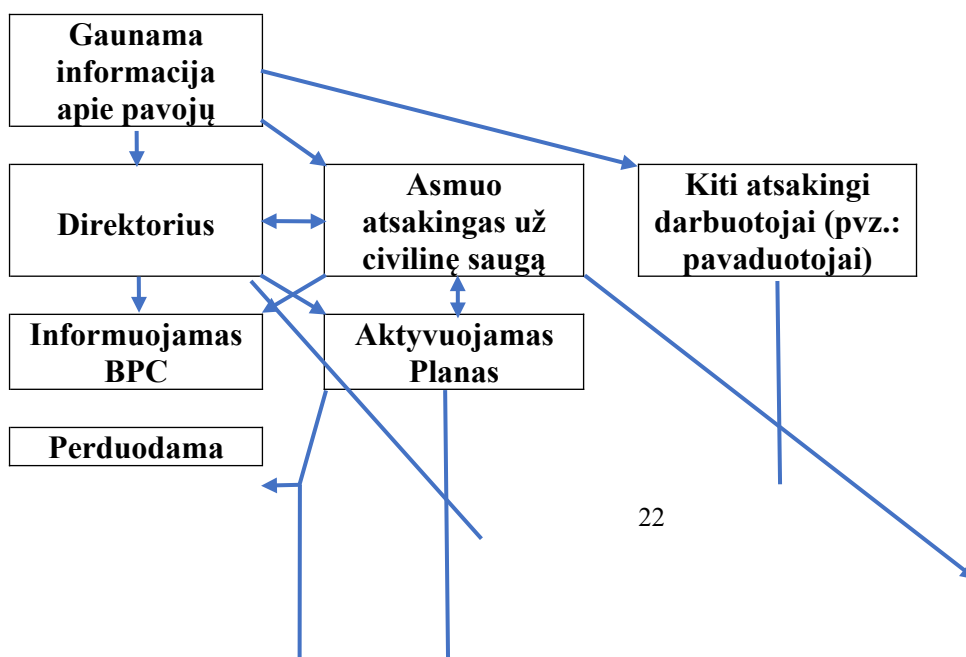 Gaunama
informacija
apie pavojų
Direktorius
Asmuo
atsakingas už
civilinę saugą
Kiti atsakingi
darbuotojai (pvz.:
pavaduotojai)
Informuojamas
BPC
Aktyvuojamas
Planas
Perduodama
22